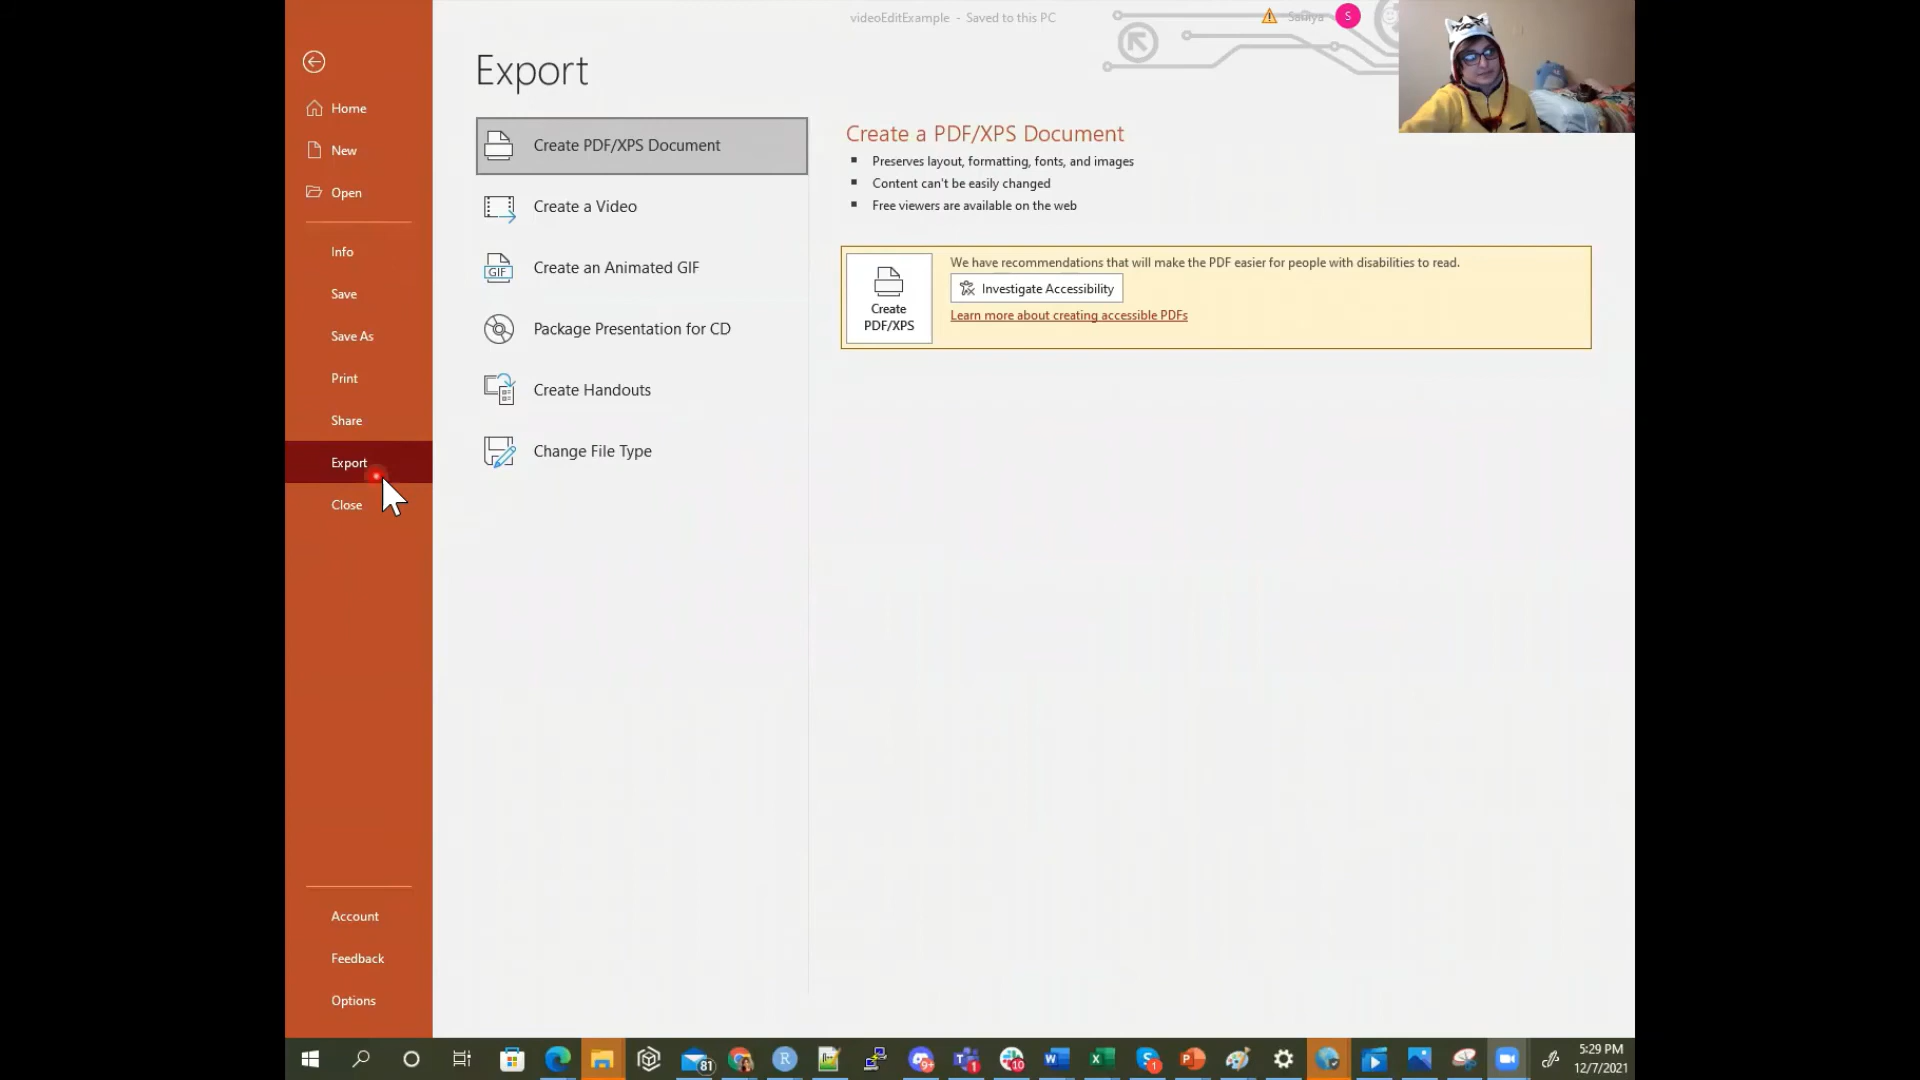 videoEditExample - Saved to this PC
Samya
S
Export
Home
New
Open
Info
Save
Save As
Print
Share
Export
Close
Account
Feedback
Options
Create PDF/XPS Document
Create a Video
GIF
Create an Animated GIF
Package Presentation for CD
Create Handouts
Change File Type
Create a PDF/XPS Document
Preserves layout, formatting, fonts, and images
Content can't be easily changed
Free viewers are available on the web
Create
PDF/XPS
We have recommendations that will make the PDF easier for people with disabilities to read.
Investigate Accessibility
Learn more about creating accessible PDFs
81
R
9+
1
10
W
X
S
1
P
5:29 PM
12/7/2021